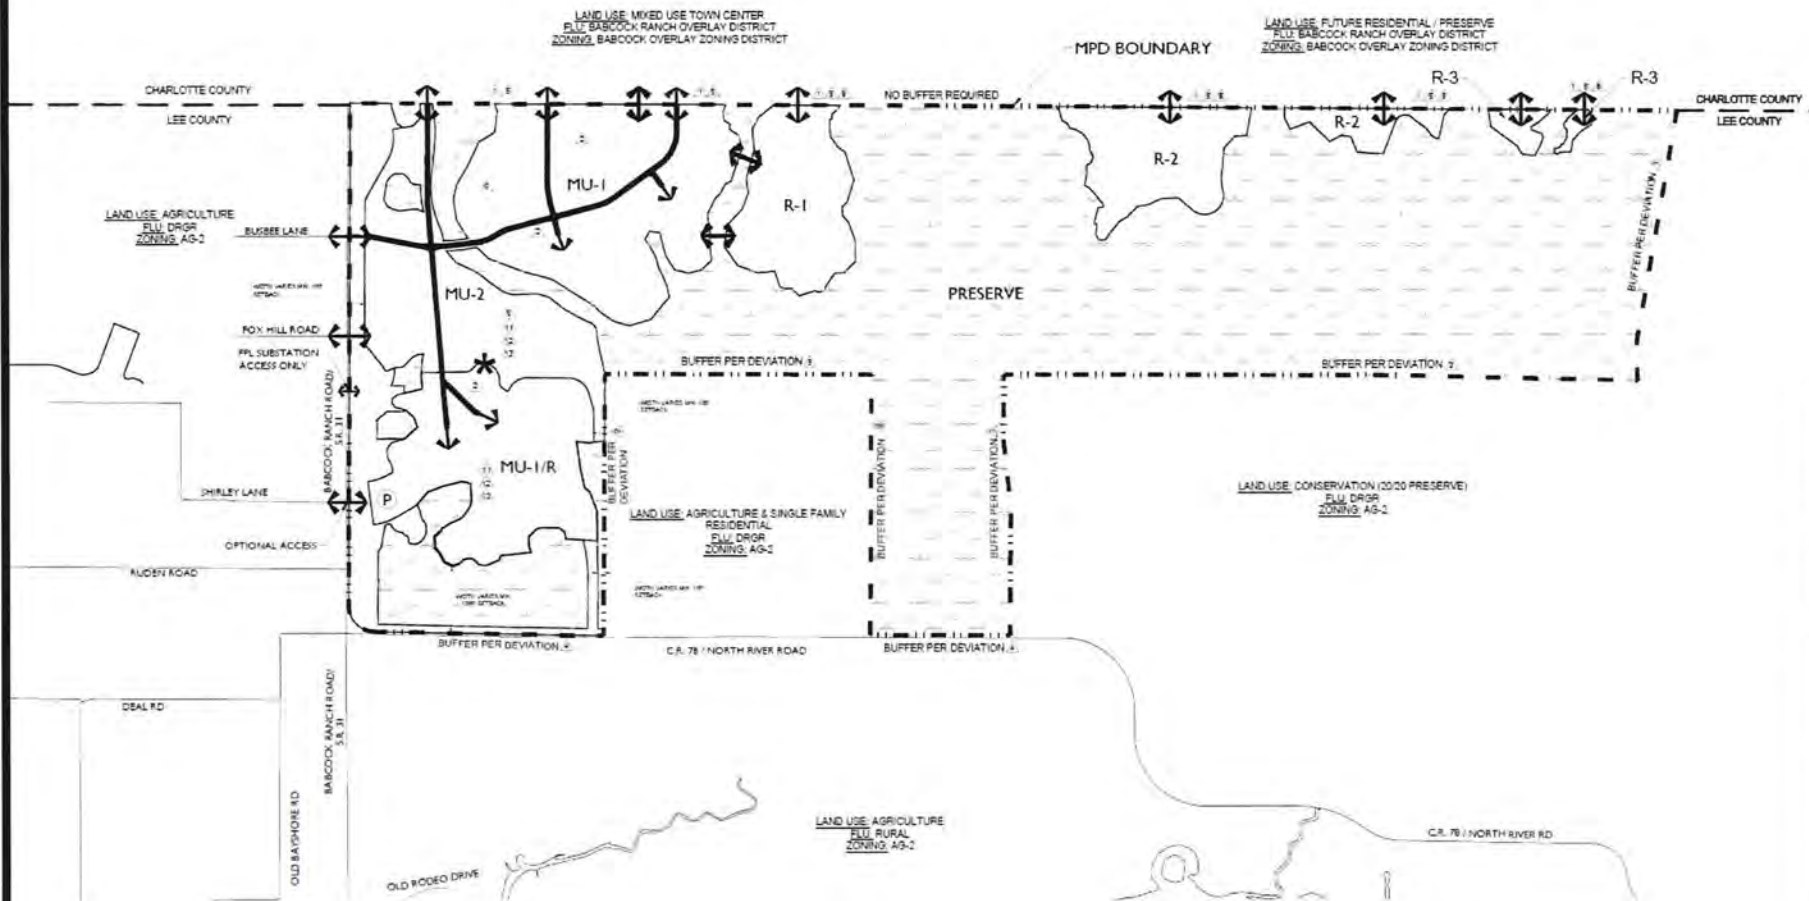 LAND USE: MIXED USE TOWN CENTER
FLU: BABCOCK RANCH OVERLAY DISTRICT
ZONING: BABCOCK OVERLAY ZONING DISTRICT
LAND USE: FUTURE RESIDENTIAL / PRESERVE
FLU: BABCOCK RANCH OVERLAY DISTRICT
ZONING: BABCOCK OVERLAY ZONING DISTRICT
MPD BOUNDARY
R-3
R-3
CHARLOTTE COUNTY
LEE COUNTY
NO BUFFER REQUIRED
CHARLOTTE COUNTY
LEE COUNTY
R-2
R-2
MU-1
R-1
LAND USE: AGRICULTURE
FLU: DRGR
ZONING: AG-2
BUSBEE LANE
BUFFER PER DEVIATION
MU-2
PRESERVE
FOX HILL ROAD
FPL SUBSTATION
ACCESS ONLY
BUFFER PER DEVIATION
BUFFER PER DEVIATION
BABCOCK RANCH ROAD/
S.R. 31
MU-1/R
BUFFER PER
DEVIATION
BUFFER PER DEVIATION
BUFFER PER DEVIATION
SHIRLEY LANE
P
LAND USE: CONSERVATION (20/20 PRESERVE)
FLU: DRGR
ZONING: AG-2
LAND USE: AGRICULTURE & SINGLE FAMILY
RESIDENTIAL
FLU: DRGR
ZONING: AG-2
OPTIONAL ACCESS
RUDEN ROAD
BUFFER PER DEVIATION
C.R. 78 / NORTH RIVER ROAD
BUFFER PER DEVIATION
DEAL RD
BABCOCK RANCH ROAD/
S.R. 31
OLD BAYSHORE RD
LAND USE: AGRICULTURE
FLU: RURAL
ZONING: AG-2
C.R. 78 / NORTH RIVER RD
OLD RODEO DRIVE